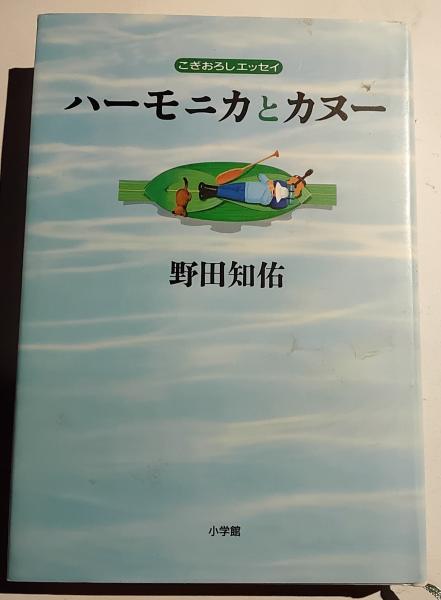 こぎおろしエッセイ
ハーモニカとカヌー
野田知佑
小学館